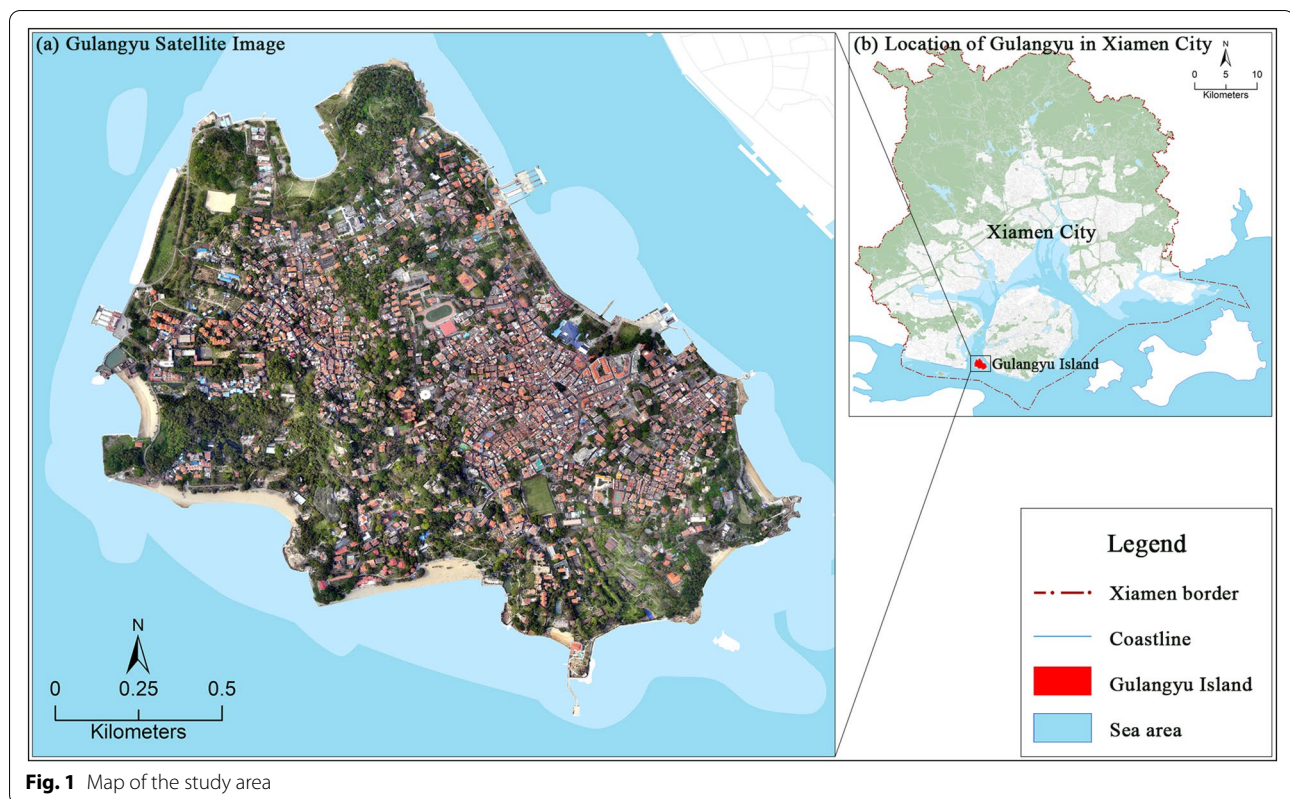 (a) Gulangyu Satellite Image
N
0 0.25 0.5
Kilometers
(b) Location of Gulangyu in Xiamen City
N
0 5 10
Kilometers
Xiamen City
Gulangyu Island
Legend
Xiamen border
Coastline
Gulangyu Island
Sea area
Fig. 1 Map of the study area